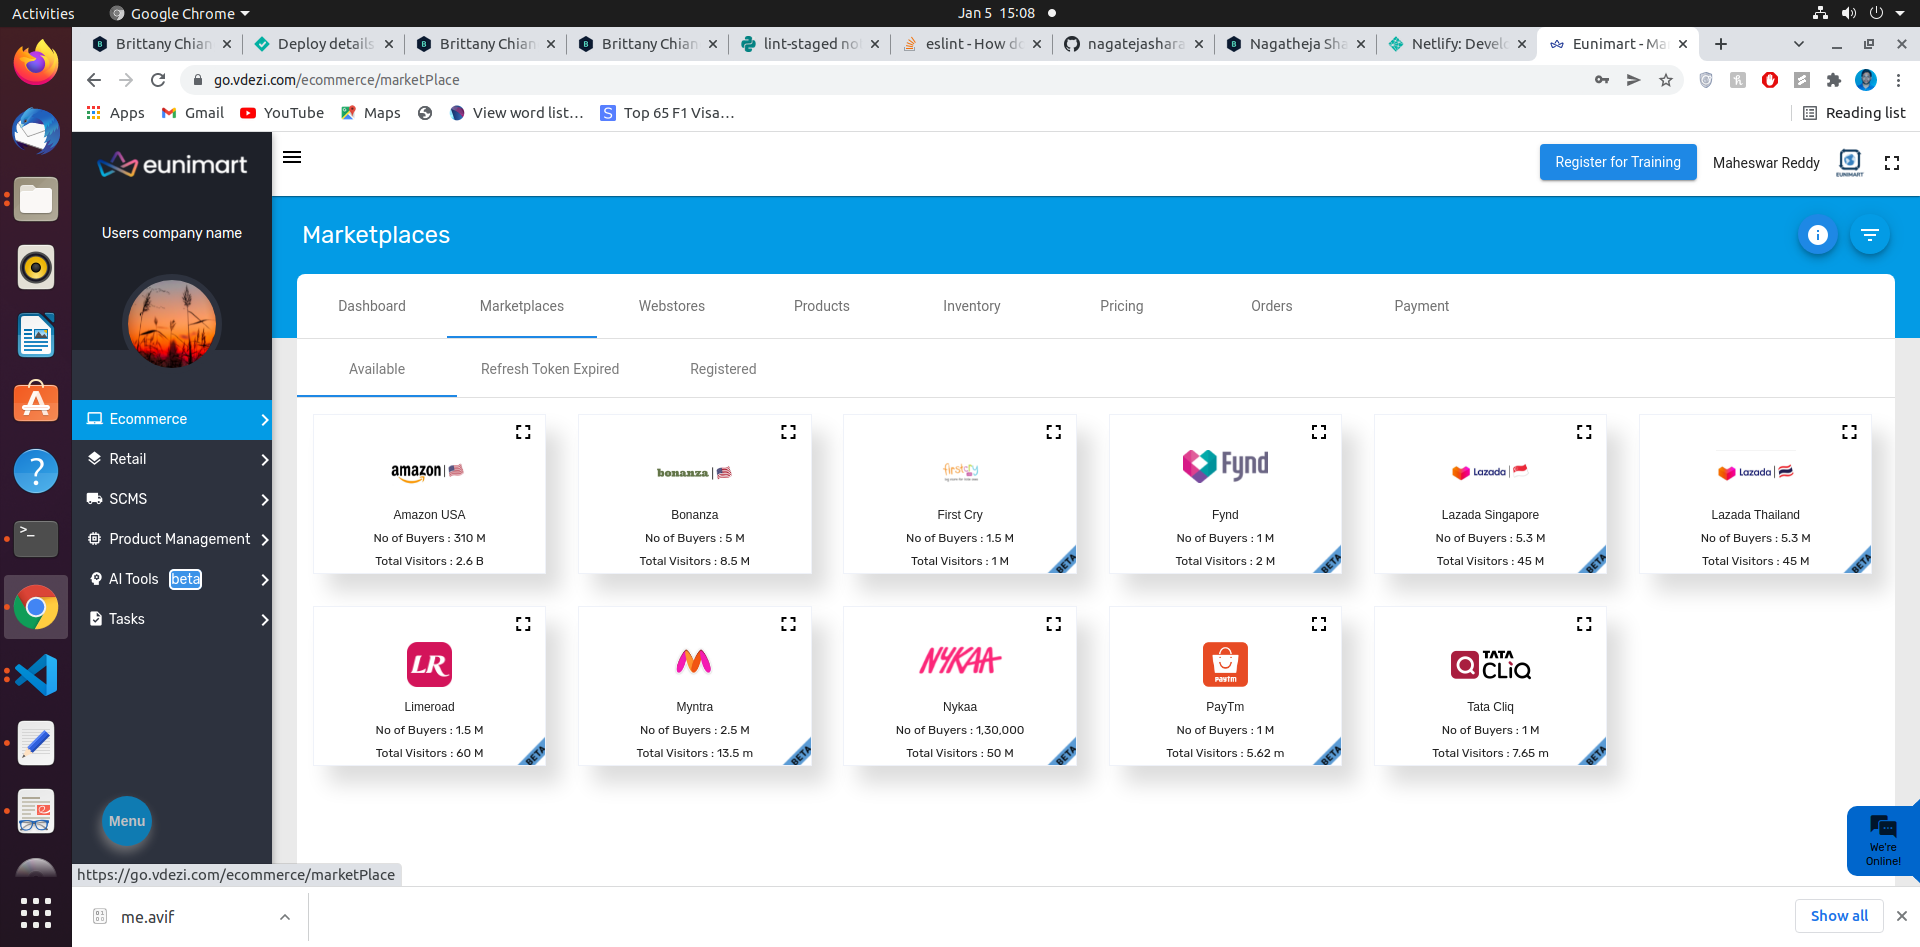 Activities
Google Chrome
Jan 5 15:08
Brittany Chian
Deploy details
Brittany Chian
Brittany Chian
lint-staged no
eslint - How do
nagatejashara
Nagatheja Sha
Netlify: Develo
Eunimart - Ma
go.vdezi.com/ecommerce/marketPlace
Apps
Gmail
YouTube
Maps
View word list...
S
Top 65 F1 Visa...
Reading list
eunimart
Register for Training
Maheswar Reddy
EUNIMART
Users company name
Marketplaces
Dashboard
Marketplaces
Webstores
Products
Inventory
Pricing
Orders
Payment
Available
Refresh Token Expired
Registered
Ecommerce
Retail
SCMS
Product Management
AI Tools beta
Tasks
Menu
amazon
Amazon USA
No of Buyers : 310 M
Total Visitors : 2.6 B
bonanza
Bonanza
No of Buyers : 5 M
Total Visitors : 8.5 M
firstcry
First Cry
No of Buyers : 1.5 M
Total Visitors : 1 M
BETA
Fynd
Fynd
No of Buyers : 1 M
Total Visitors : 2 M
BETA
Lazada
Lazada Singapore
No of Buyers : 5.3 M
Total Visitors : 45 M
BETA
Lazada
Lazada Thailand
No of Buyers : 5.3 M
Total Visitors : 45 M
BETA
LR
Limeroad
No of Buyers : 1.5 M
Total Visitors : 60 M
BETA
Myntra
No of Buyers : 2.5 M
Total Visitors : 13.5 m
BETA
NYKAA
Nykaa
No of Buyers : 1,30,000
Total Visitors : 50 M
BETA
paytm
PayTm
No of Buyers : 1 M
Total Visitors : 5.62 m
BETA
TATA
CLiQ
Tata Cliq
No of Buyers : 1 M
Total Visitors : 7.65 m
BETA
We're
Online!
https://go.vdezi.com/ecommerce/marketPlace
me.avif
Show all